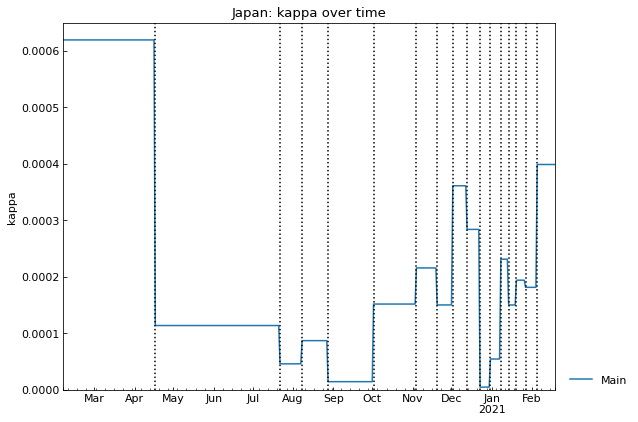 Japan: kappa over time
kappa
0.0006
0.0005
0.0004
0.0003
0.0002
0.0001
0.0000
Mar Apr May Jun Jul Aug Sep Oct Nov Dec Jan Feb
2021
Main